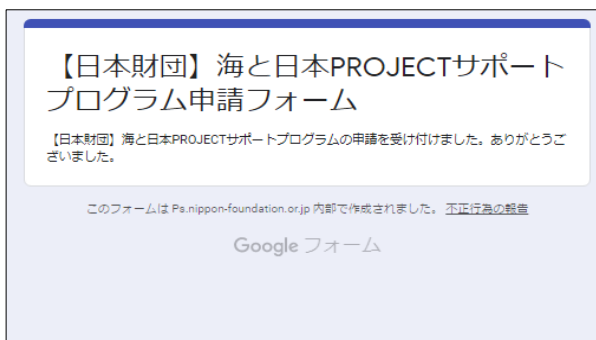 【日本財団】海と日本PROJECTサポート
プログラム申請フォーム
【日本財団】海と日本PROJECTサポートプログラムの申請を受け付けました。ありがとうご
ざいました。
このフォームは Ps.nippon-foundation.or.jp 内部で作成されました。 不正行為の報告
Google フォーム